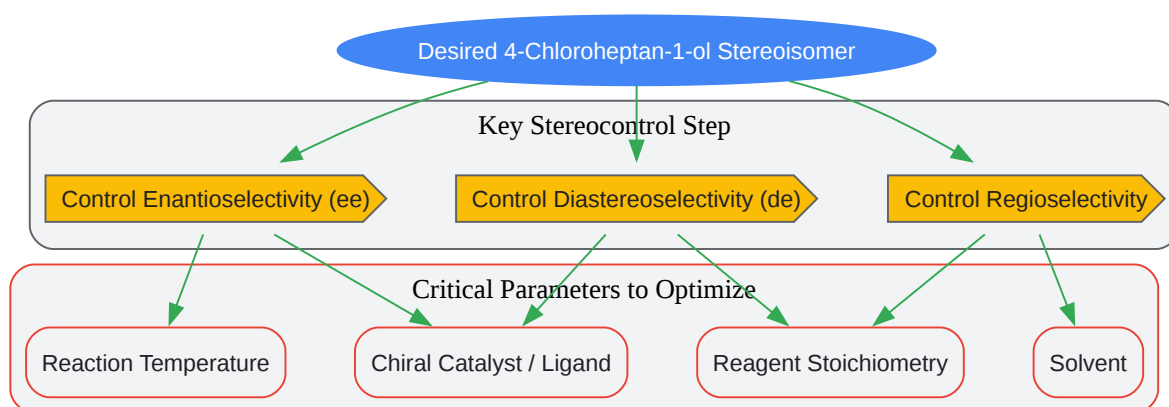 Desired 4-Chloroheptan-1-ol Stereoisomer
Key Stereocontrol Step
Control Enantioselectivity (ee)
Control Diastereoselectivity (de)
Control Regioselectivity
Critical Parameters to Optimize
Reaction Temperature
Chiral Catalyst / Ligand
Reagent Stoichiometry
Solvent